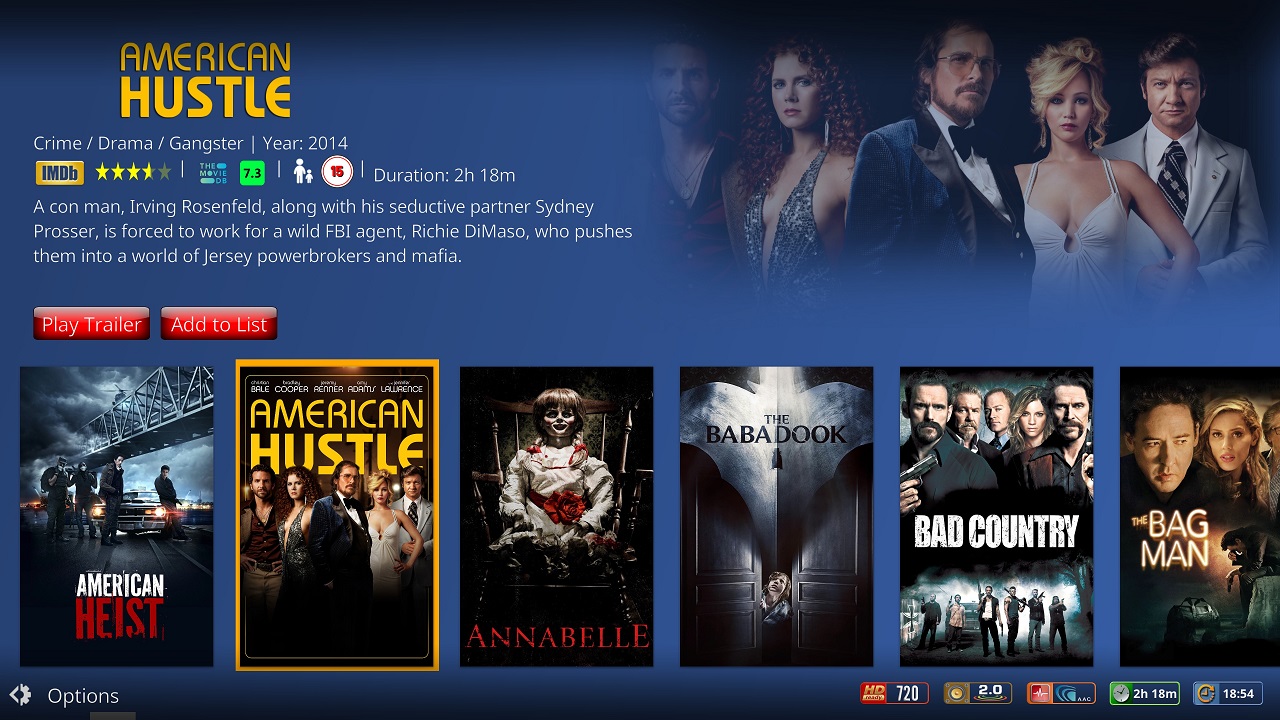 AMERICAN
HUSTLE
Crime / Drama / Gangster | Year: 2014
IMDb | THE MOVIE DB 7.3 | 15 | Duration: 2h 18m
A con man, Irving Rosenfeld, along with his seductive partner Sydney
Prosser, is forced to work for a wild FBI agent, Richie DiMaso, who pushes
them into a world of Jersey powerbrokers and mafia.
Play Trailer Add to List
AMERICAN
HEIST
christian BALE bradley COOPER jeremy RENNER amy ADAMS jennifer LAWRENCE
AMERICAN
HUSTLE
ANNABELLE
THE
BABADOOK
BAD COUNTRY
THE BAG
MAN
Options
HD ready 720 2.0 AAC 2h 18m 18:54